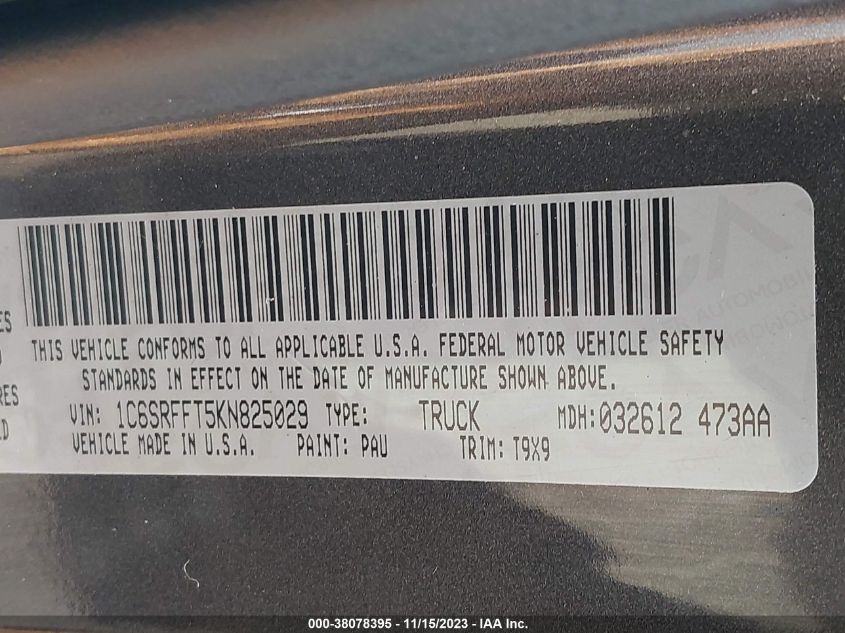 THIS VEHICLE CONFORMS TO ALL APPLICABLE U.S.A. FEDERAL MOTOR VEHICLE SAFETY
STANDARDS IN EFFECT ON THE DATE OF MANUFACTURE SHOWN ABOVE.
VIN: 1C6SRFFT5KN825029 TYPE: TRUCK MDH: 032612 473AA
VEHICLE MADE IN U.S.A. PAINT: PAU TRIM: T9X9
000-38078395 - 11/15/2023 - IAA Inc.